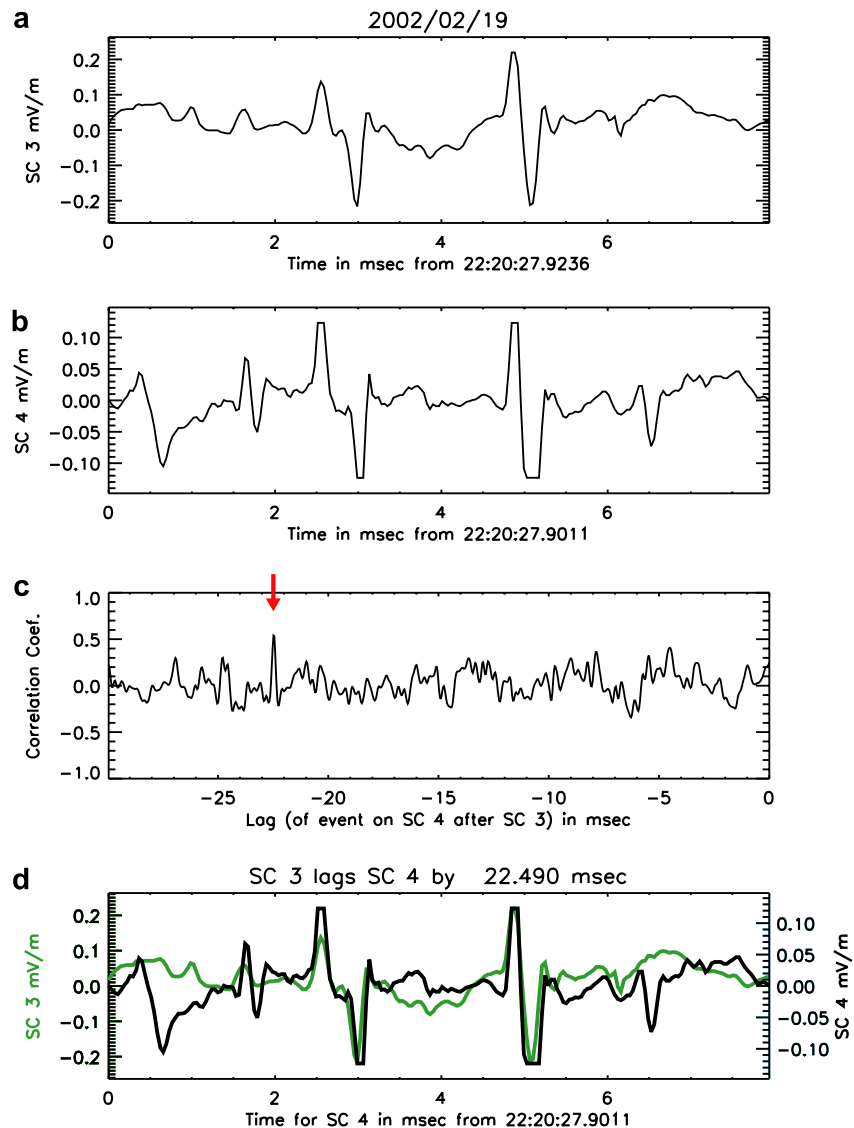 a
2002/02/19
SC 3 mV/m
0.2
0.1
0.0
−0.1
−0.2
0 2 4 6
Time in msec from 22:20:27.9236
b
SC 4 mV/m
0.10
0.05
0.00
−0.05
−0.10
0 2 4 6
Time in msec from 22:20:27.9011
c
Correlation Coef.
1.0
0.5
0.0
−0.5
−1.0
−25 −20 −15 −10 −5 0
Lag (of event on SC 4 after SC 3) in msec
d
SC 3 lags SC 4 by 22.490 msec
SC 3 mV/m
0.2
0.1
0.0
−0.1
−0.2
0.10
0.05
0.00
−0.05
−0.10
SC 4 mV/m
0 2 4 6
Time for SC 4 in msec from 22:20:27.9011